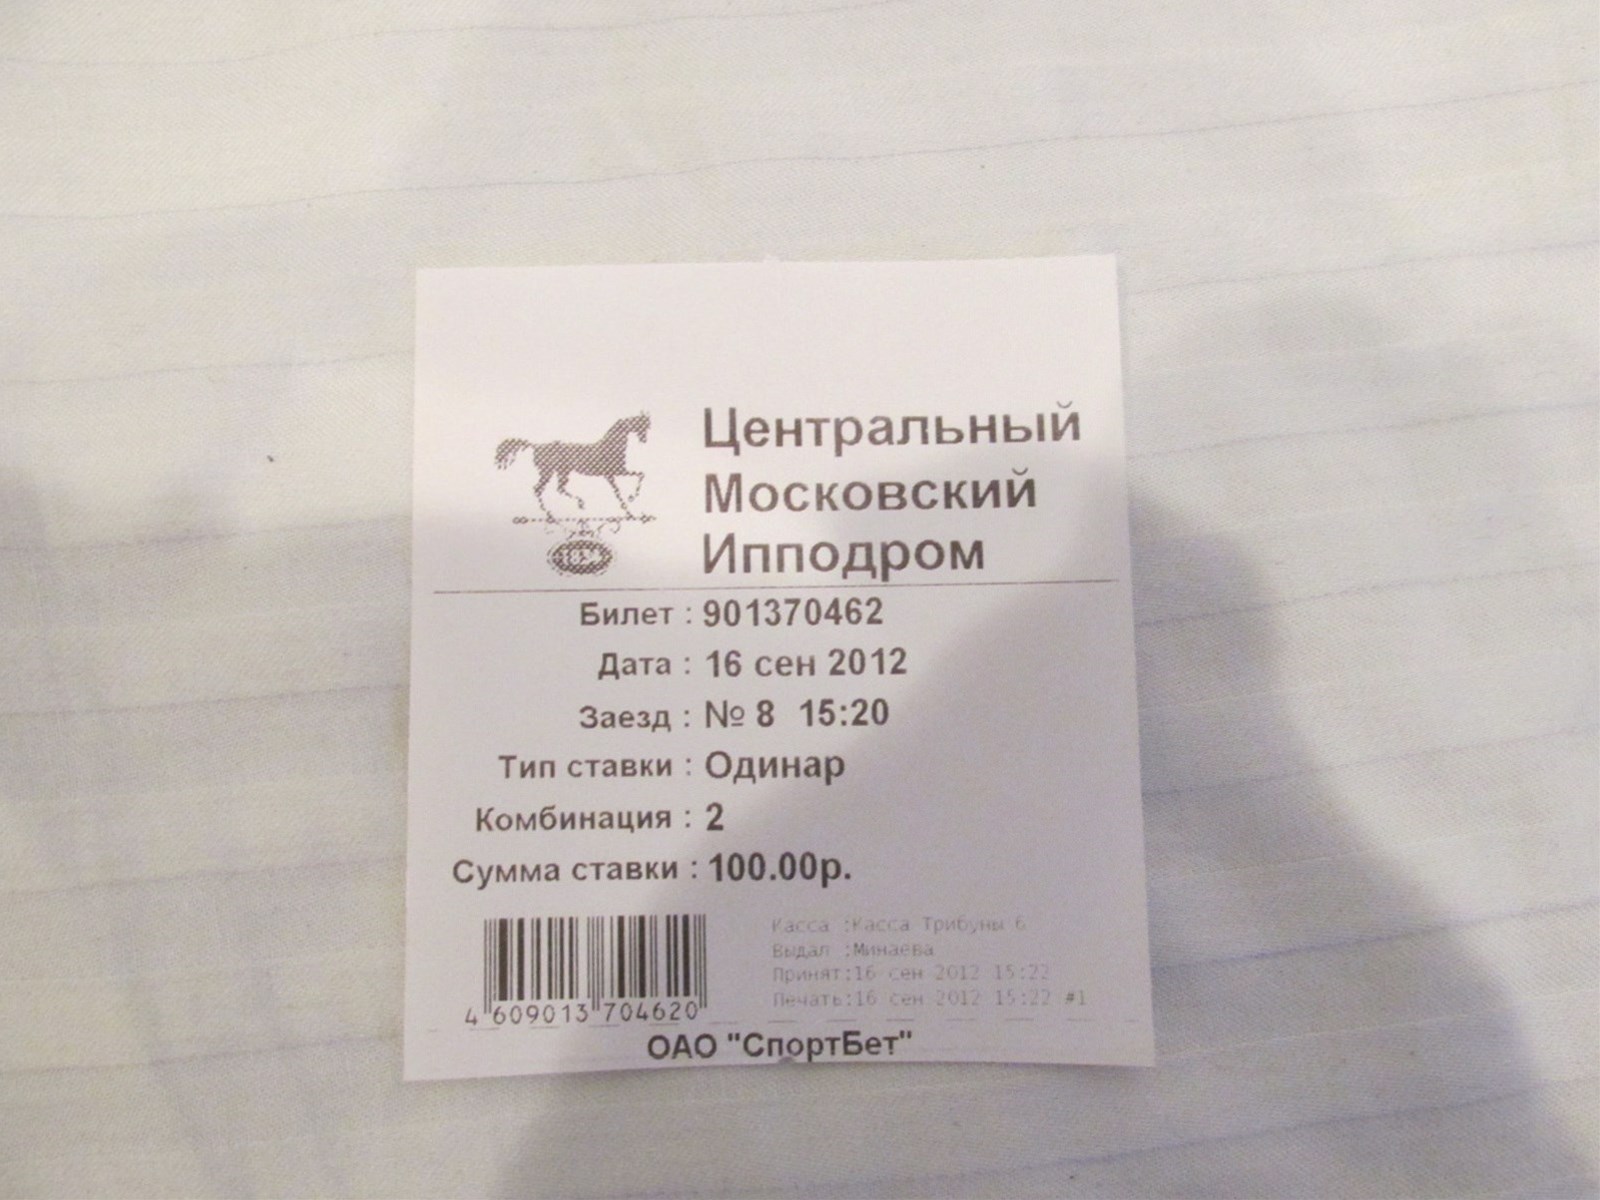 Центральный
Московский
Ипподром
Билет : 901370462
Дата : 16 сен 2012
Заезд : № 8 15:20
Тип ставки : Одинар
Комбинация : 2
Сумма ставки : 100.00р.
Касса :Касса Трибуны 6
Выдал :Минаева
Принят:16 сен 2012 15:22
Печать:16 сен 2012 15:22 #1
4 609013 704620
ОАО "СпортБет"